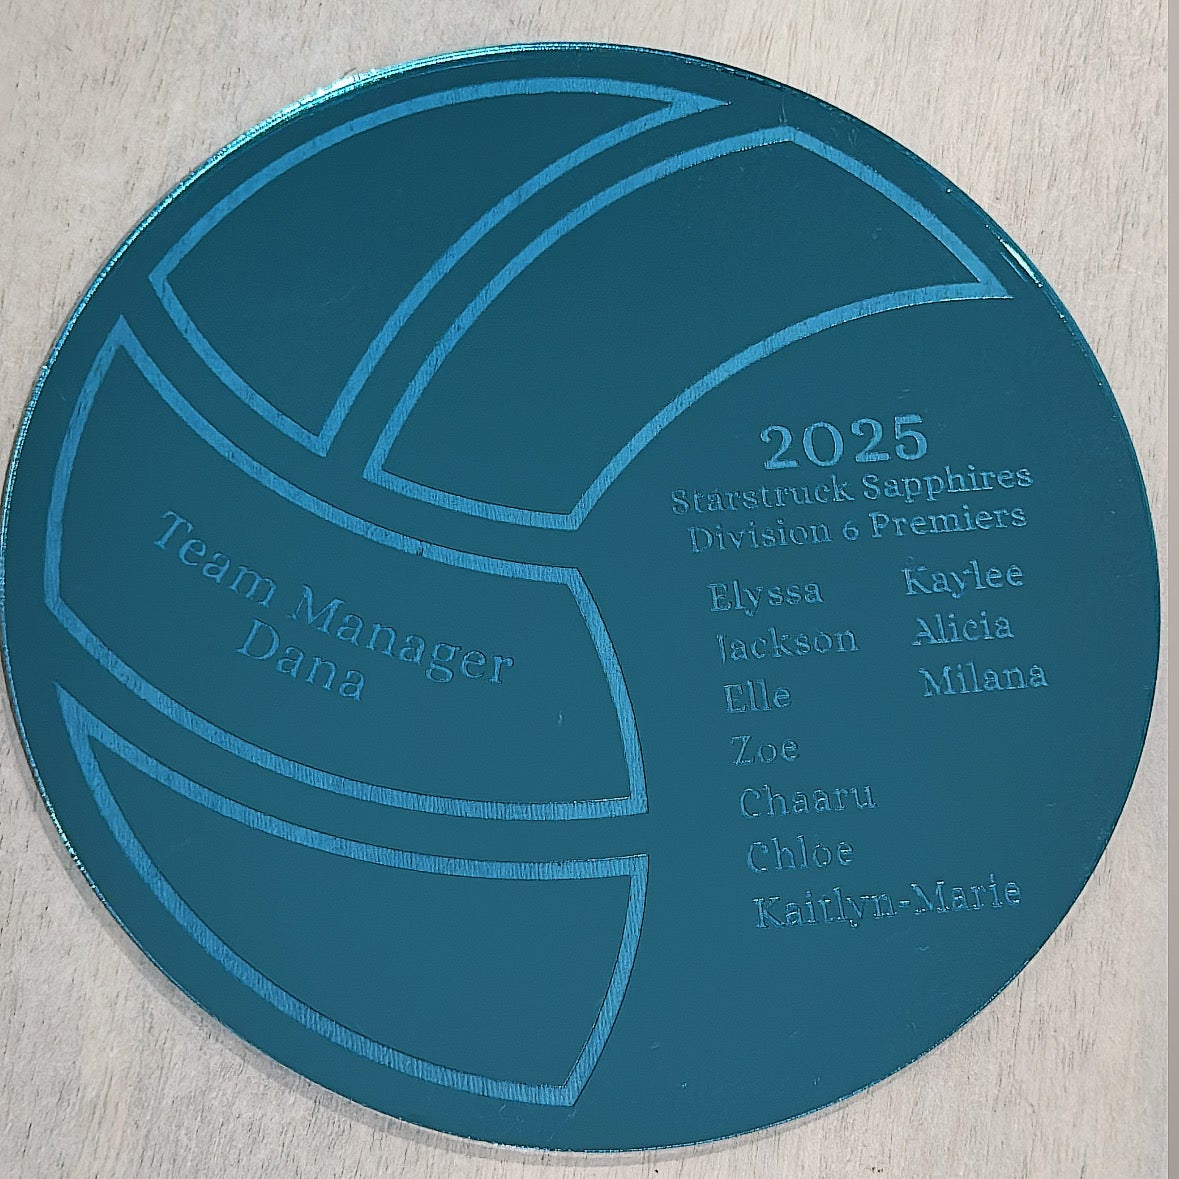 Team Manager
Dana
2025
Starstruck Sapphires
Division 6 Premiers
Elyssa
Jackson
Elle
Zoe
Chaaru
Chloe
Kaitlyn-Marie
Kaylee
Alicia
Milana